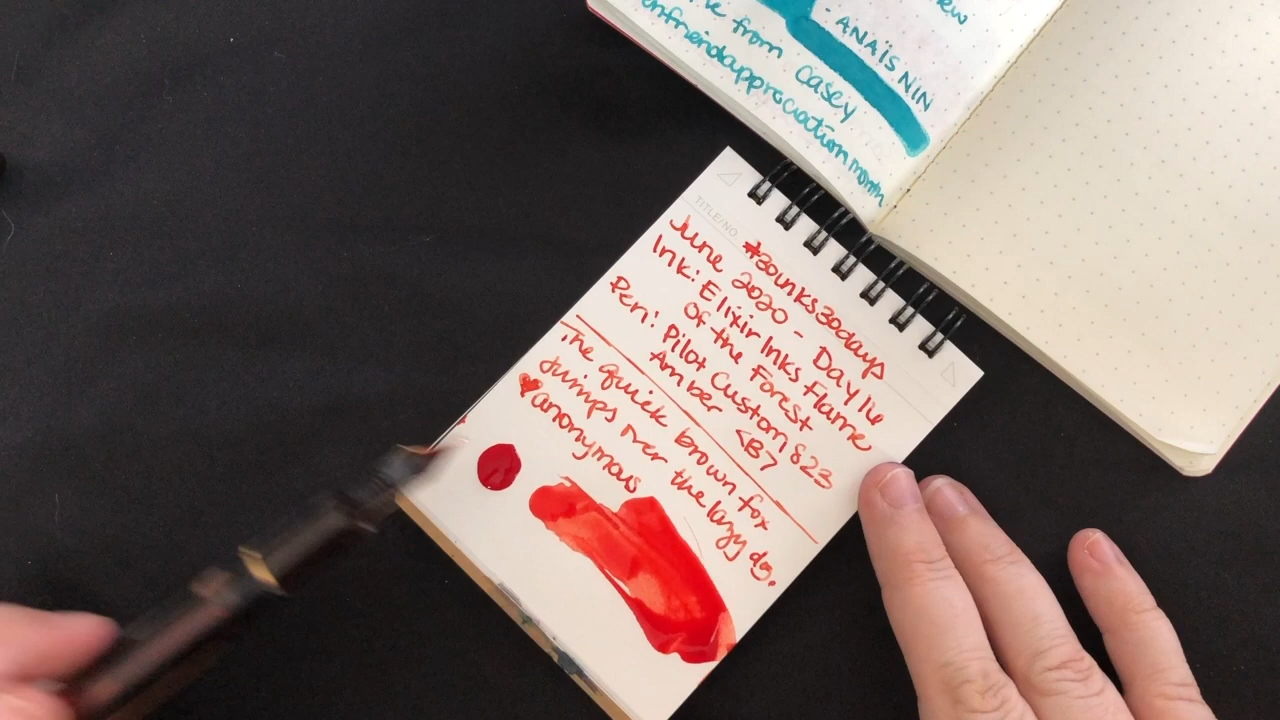 - ANAÏS NIN
from Casey
month
TITLE/NO
#30inks30days
June 2020 - Day 16
Ink: Elixir Inks Flame
of the Forest
Pen: Pilot Custom 823
Amber <B>
The quick brown fox
jumps over the lazy dog.
♥anonymous